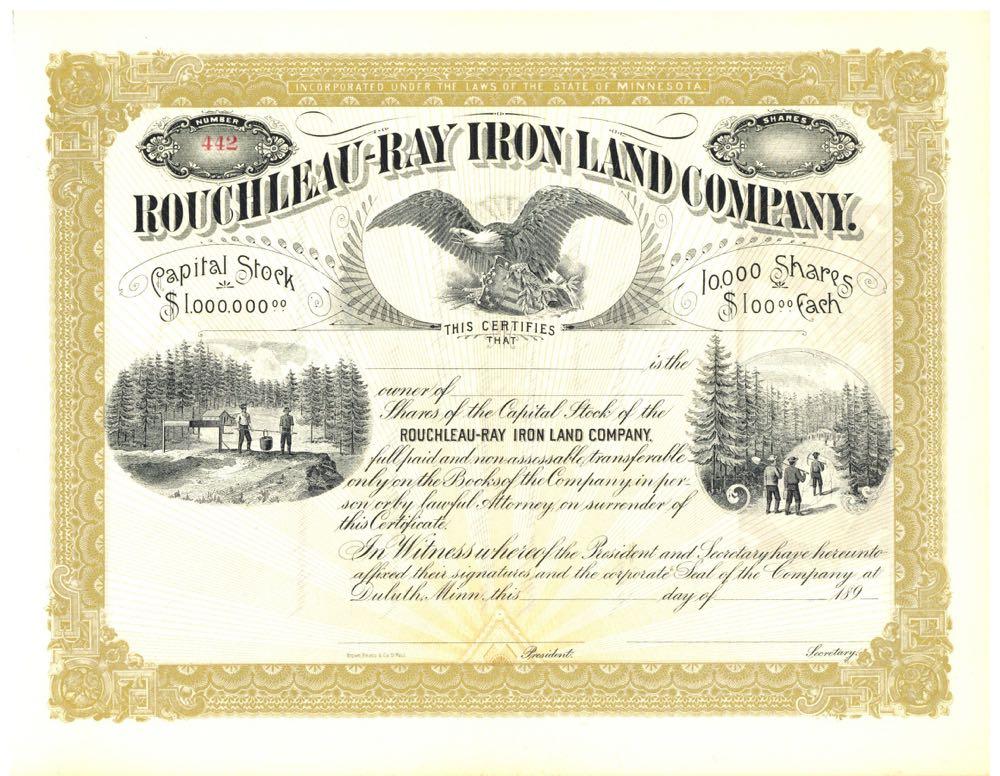 INCORPORATED UNDER THE LAWS OF THE STATE OF MINNESOTA.
NUMBER
442
SHARES
ROUCHLEAU-RAY IRON LAND COMPANY.
Capital Stock
$1.000.000⁰⁰
10,000 Shares
$100⁰⁰ Each
THIS CERTIFIES
THAT
is the
owner of
Shares of the Capital Stock of the
ROUCHLEAU-RAY IRON LAND COMPANY,
full paid and non-assessable, transferable
only on the Books of the Company, in per-
son or by lawful Attorney, on surrender of
this Certificate.
In Witness whereof the President and Secretary have hereunto
affixed their signatures, and the corporate Seal of the Company at
Duluth, Minn, this day of 189
President.
Secretary.